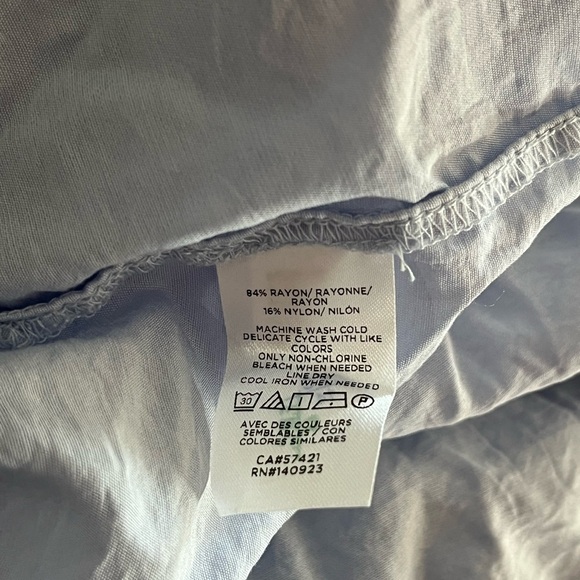 84% RAYON/ RAYONNE/
RAYON
16% NYLON/ NILÓN
MACHINE WASH COLD
DELICATE CYCLE WITH LIKE
COLORS
ONLY NON-CHLORINE
BLEACH WHEN NEEDED
LINE DRY
COOL IRON WHEN NEEDED
30 P
AVEC DES COULEURS
SEMBLABLES / CON
COLORES SIMILARES
CA#57421
RN#140923